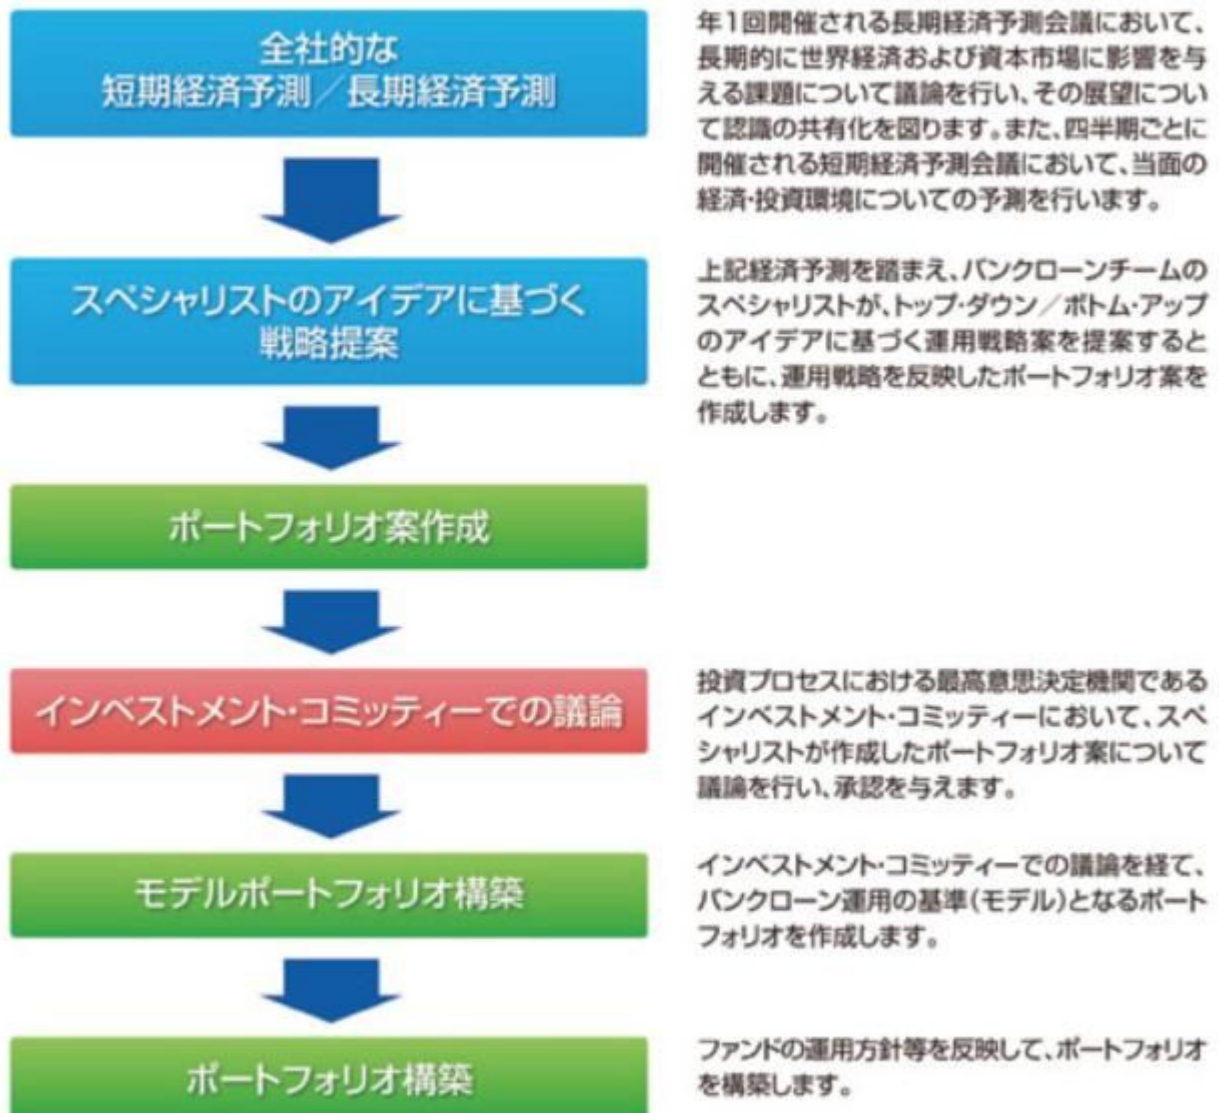 全社的な
短期経済予測／長期経済予測
年1回開催される長期経済予測会議において、
長期的に世界経済および資本市場に影響を与
える課題について議論を行い、その展望につい
て認識の共有化を図ります。また、四半期ごとに
開催される短期経済予測会議において、当面の
経済・投資環境についての予測を行います。
スペシャリストのアイデアに基づく
戦略提案
上記経済予測を踏まえ、バンクローンチームの
スペシャリストが、トップ・ダウン／ボトム・アップ
のアイデアに基づく運用戦略案を提案すると
ともに、運用戦略を反映したポートフォリオ案を
作成します。
ポートフォリオ案作成
インベストメント・コミッティーでの議論
投資プロセスにおける最高意思決定機関である
インベストメント・コミッティーにおいて、スペ
シャリストが作成したポートフォリオ案について
議論を行い、承認を与えます。
モデルポートフォリオ構築
インベストメント・コミッティーでの議論を経て、
バンクローン運用の基準(モデル)となるポート
フォリオを作成します。
ポートフォリオ構築
ファンドの運用方針等を反映して、ポートフォリオ
を構築します。